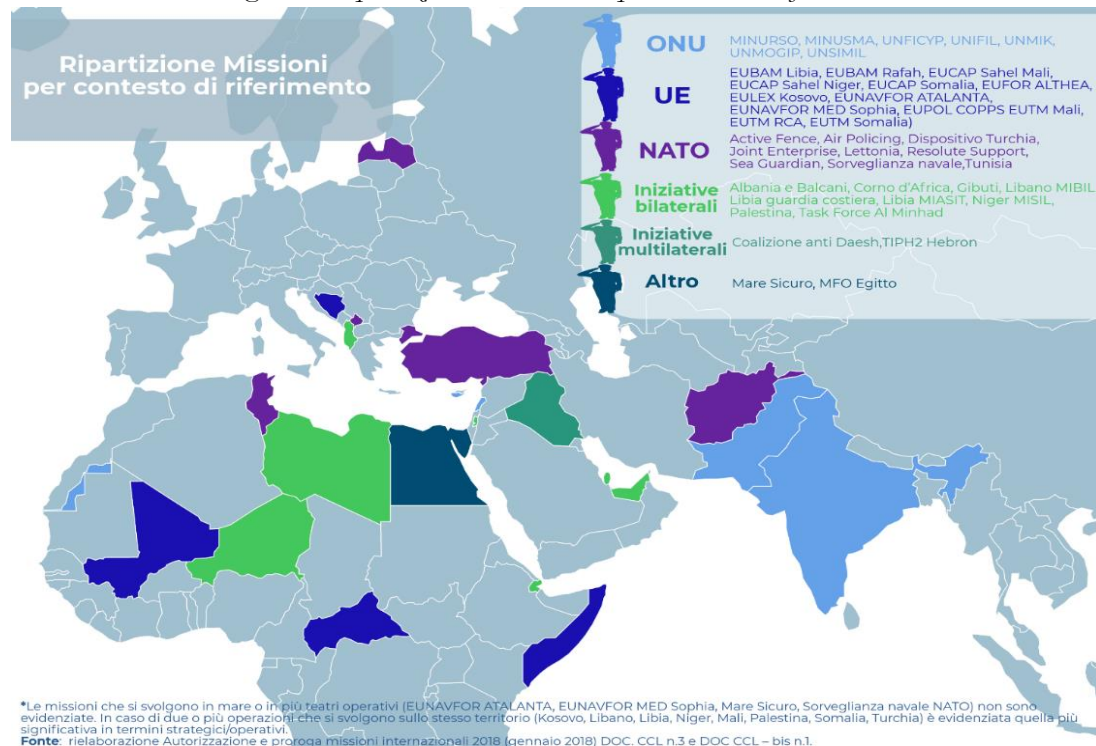 Ripartizione Missioni
per contesto di riferimento
ONU
MINURSO, MINUSMA, UNFICYP, UNIFIL, UNMIK,
UNMOGIP, UNSIMIL
UE
EUBAM Libia, EUBAM Rafah, EUCAP Sahel Mali,
EUCAP Sahel Niger, EUCAP Somalia, EUFOR ALTHEA,
EULEX Kosovo, EUNAVFOR ATALANTA,
EUNAVFOR MED Sophia, EUPOL COPPS EUTM Mali,
EUTM RCA, EUTM Somalia)
NATO
Active Fence, Air Policing, Dispositivo Turchia,
Joint Enterprise, Lettonia, Resolute Support,
Sea Guardian, Sorveglianza navale,Tunisia
Iniziative
bilaterali
Albania e Balcani, Corno d'Africa, Gibuti, Libano MIBIL
Libia guardia costiera, Libia MIASIT, Niger MISIL,
Palestina, Task Force Al Minhad
Iniziative
multilaterali
Coalizione anti Daesh,TIPH2 Hebron
Altro
Mare Sicuro, MFO Egitto
*Le missioni che si svolgono in mare o in più teatri operativi (EUNAVFOR ATALANTA, EUNAVFOR MED Sophia, Mare Sicuro, Sorveglianza navale NATO) non sono
evidenziate. In caso di due o più operazioni che si svolgono sullo stesso territorio (Kosovo, Libano, Libia, Niger, Mali, Palestina, Somalia, Turchia) è evidenziata quella più
significativa in termini strategici/operativi.
Fonte: rielaborazione Autorizzazione e proroga missioni internazionali 2018 (gennaio 2018) DOC. CCL n.3 e DOC CCL – bis n.1.